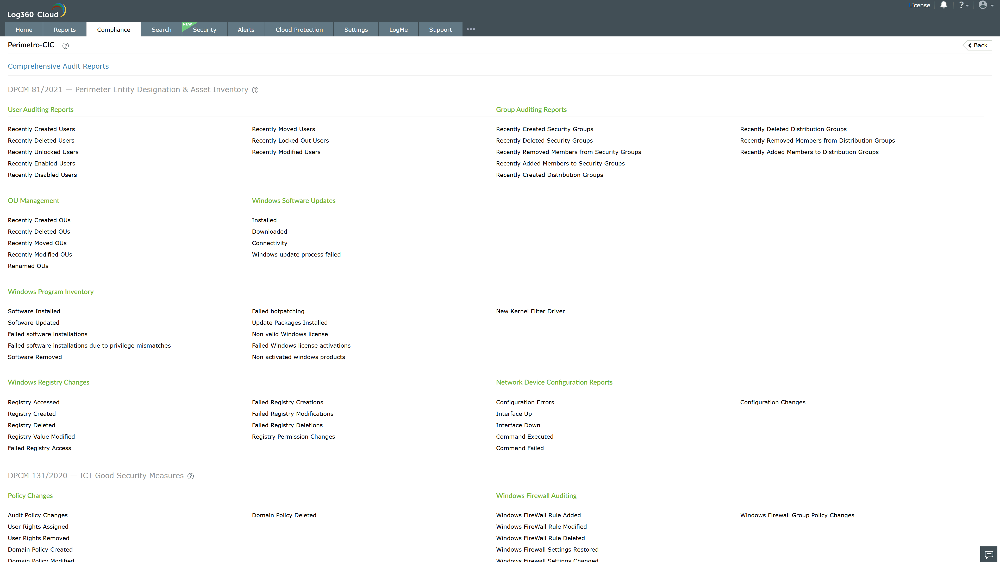 Log360 Cloud
License
Home
Reports
Compliance
Search
NEW
Security
Alerts
Cloud Protection
Settings
LogMe
Support
Perimetro-CIC
Back
Comprehensive Audit Reports
DPCM 81/2021 — Perimeter Entity Designation & Asset Inventory
User Auditing Reports
Recently Created Users
Recently Deleted Users
Recently Unlocked Users
Recently Enabled Users
Recently Disabled Users
Recently Moved Users
Recently Locked Out Users
Recently Modified Users
Group Auditing Reports
Recently Created Security Groups
Recently Deleted Security Groups
Recently Removed Members from Security Groups
Recently Added Members to Security Groups
Recently Created Distribution Groups
Recently Deleted Distribution Groups
Recently Removed Members from Distribution Groups
Recently Added Members to Distribution Groups
OU Management
Recently Created OUs
Recently Deleted OUs
Recently Moved OUs
Recently Modified OUs
Renamed OUs
Windows Software Updates
Installed
Downloaded
Connectivity
Windows update process failed
Windows Program Inventory
Software Installed
Software Updated
Failed software installations
Failed software installations due to privilege mismatches
Software Removed
Failed hotpatching
Update Packages Installed
Non valid Windows license
Failed Windows license activations
Non activated windows products
New Kernel Filter Driver
Windows Registry Changes
Registry Accessed
Registry Created
Registry Deleted
Registry Value Modified
Failed Registry Access
Failed Registry Creations
Failed Registry Modifications
Failed Registry Deletions
Registry Permission Changes
Network Device Configuration Reports
Configuration Errors
Interface Up
Interface Down
Command Executed
Command Failed
Configuration Changes
DPCM 131/2020 — ICT Good Security Measures
Policy Changes
Audit Policy Changes
User Rights Assigned
User Rights Removed
Domain Policy Created
Domain Policy Modified
Domain Policy Deleted
Windows Firewall Auditing
Windows FireWall Rule Added
Windows FireWall Rule Modified
Windows FireWall Rule Deleted
Windows Firewall Settings Restored
Windows Firewall Settings Changed
Windows Firewall Group Policy Changes